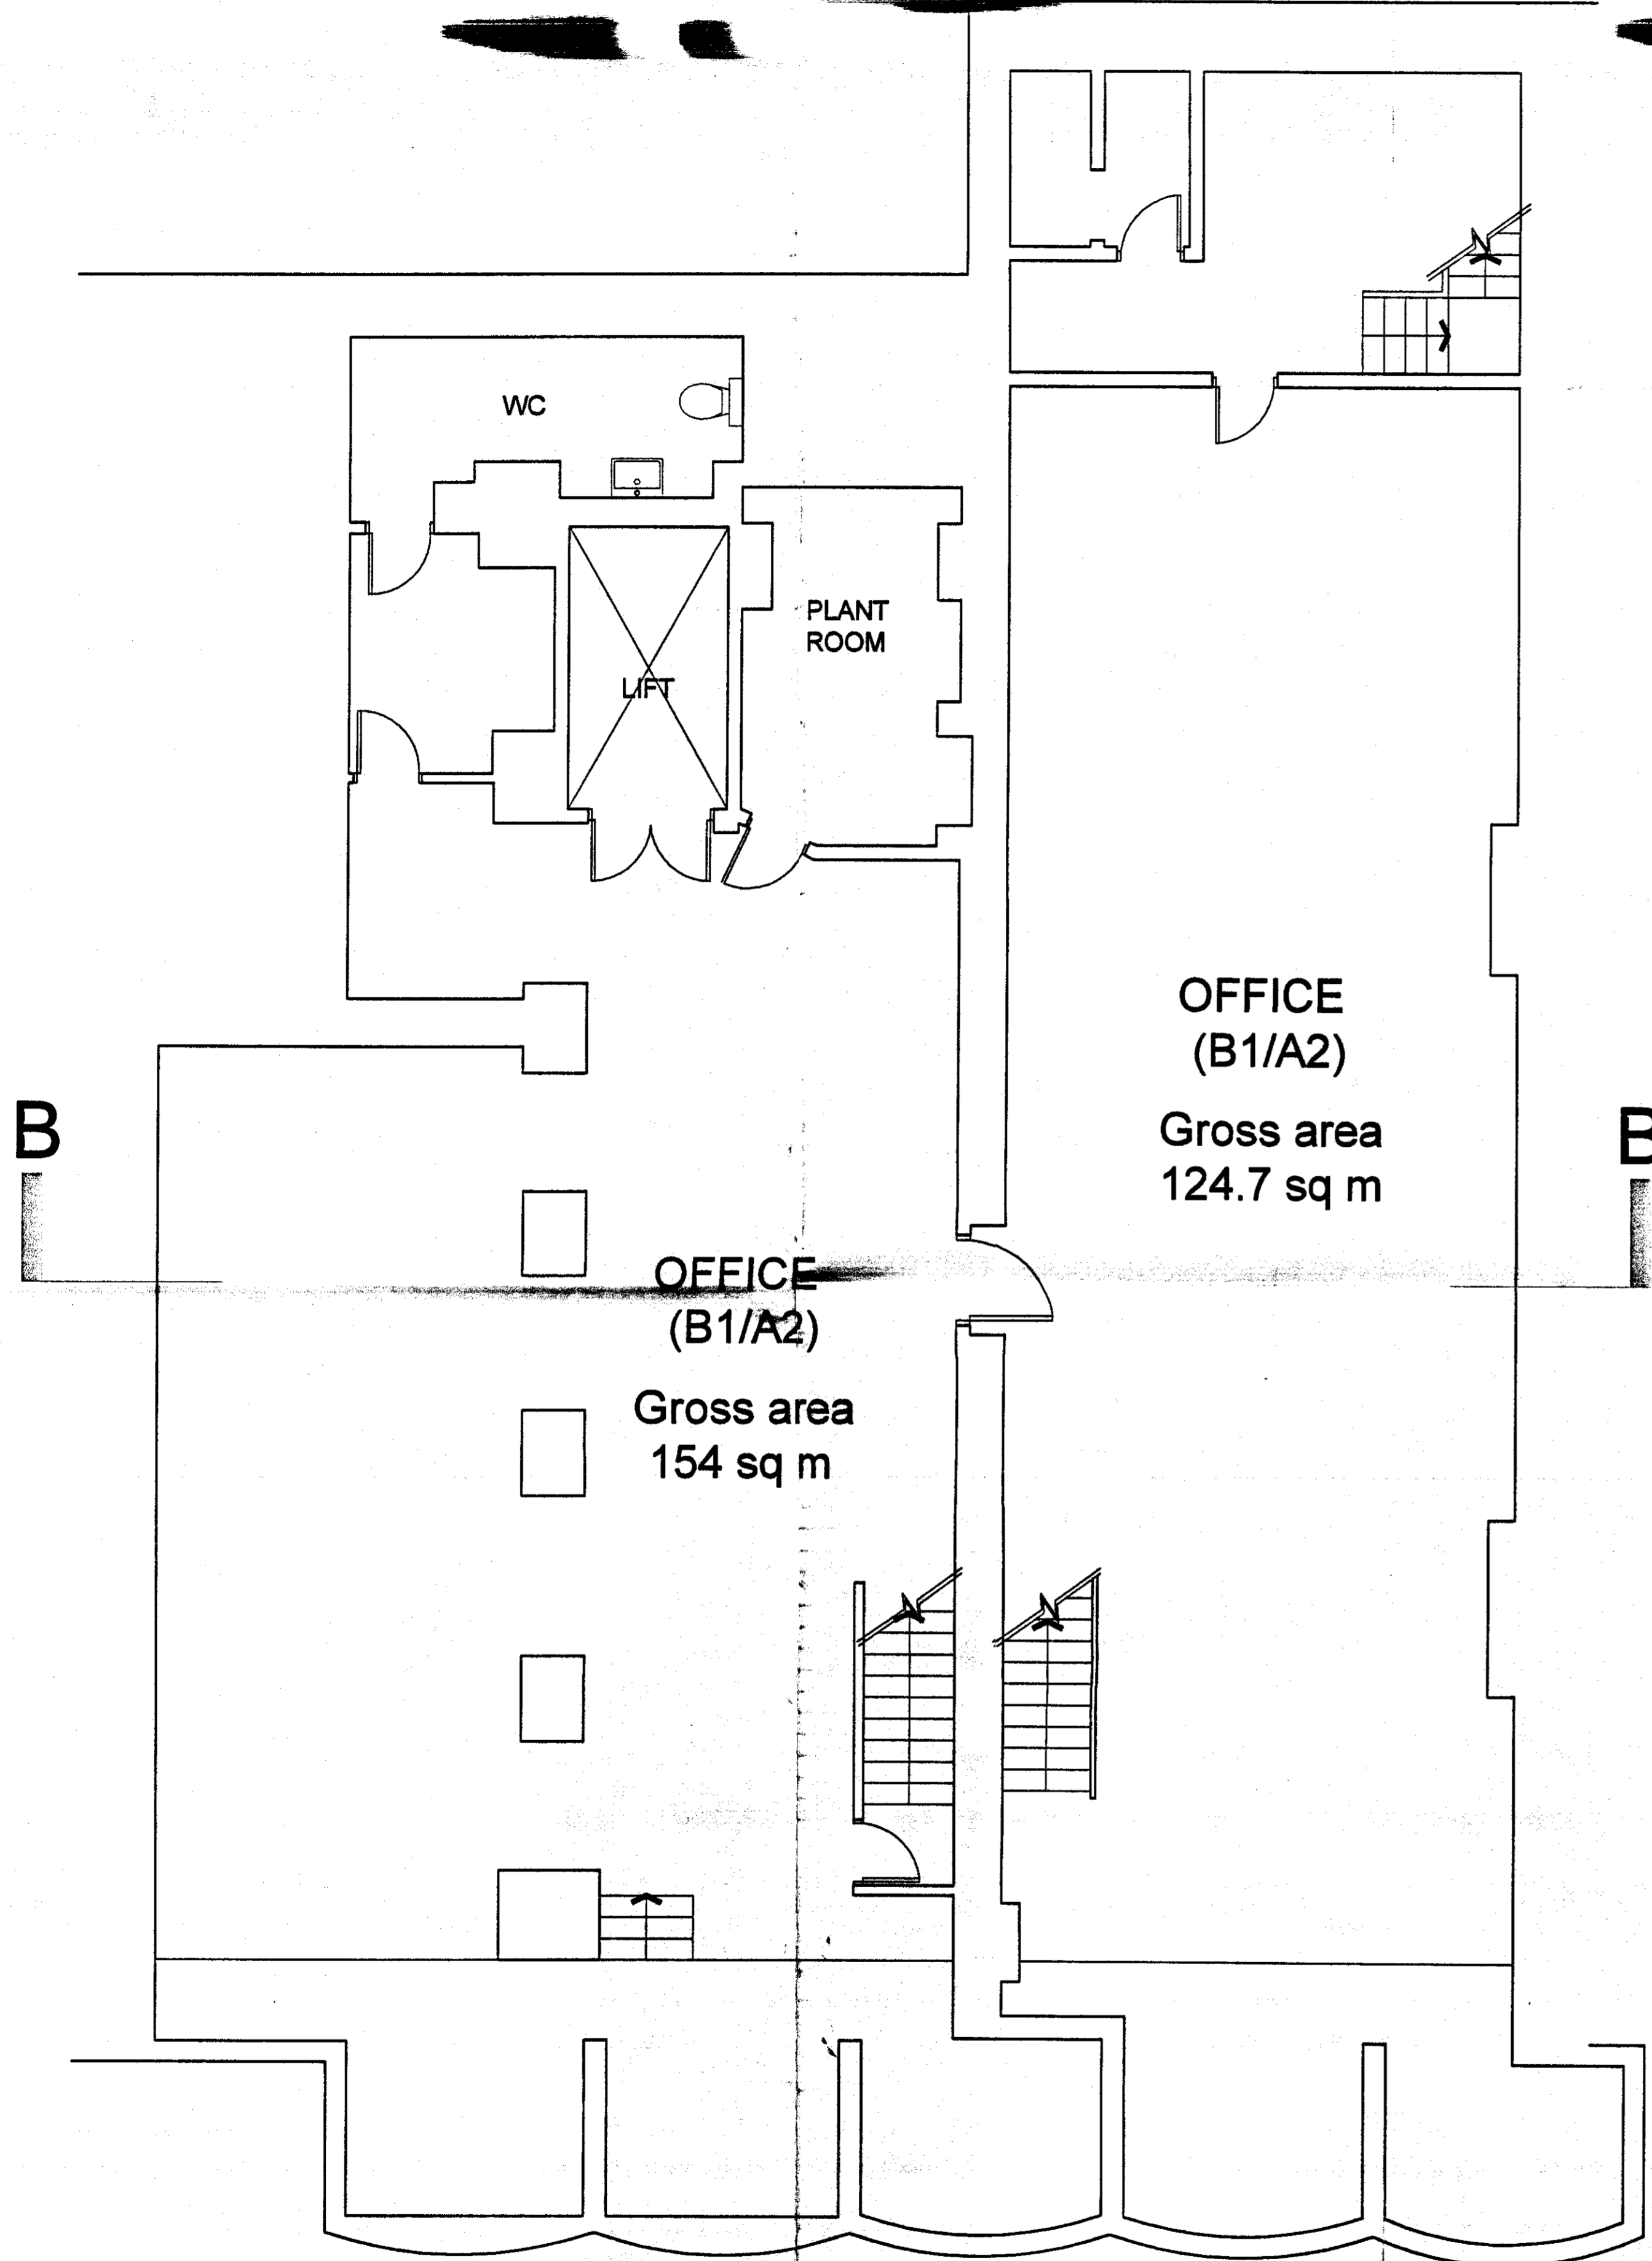 WC
PLANT
ROOM
LIFT
OFFICE
(B1/A2)
Gross area
124.7 sq m
B
B
OFFICE
(B1/A2)
Gross area
154 sq m